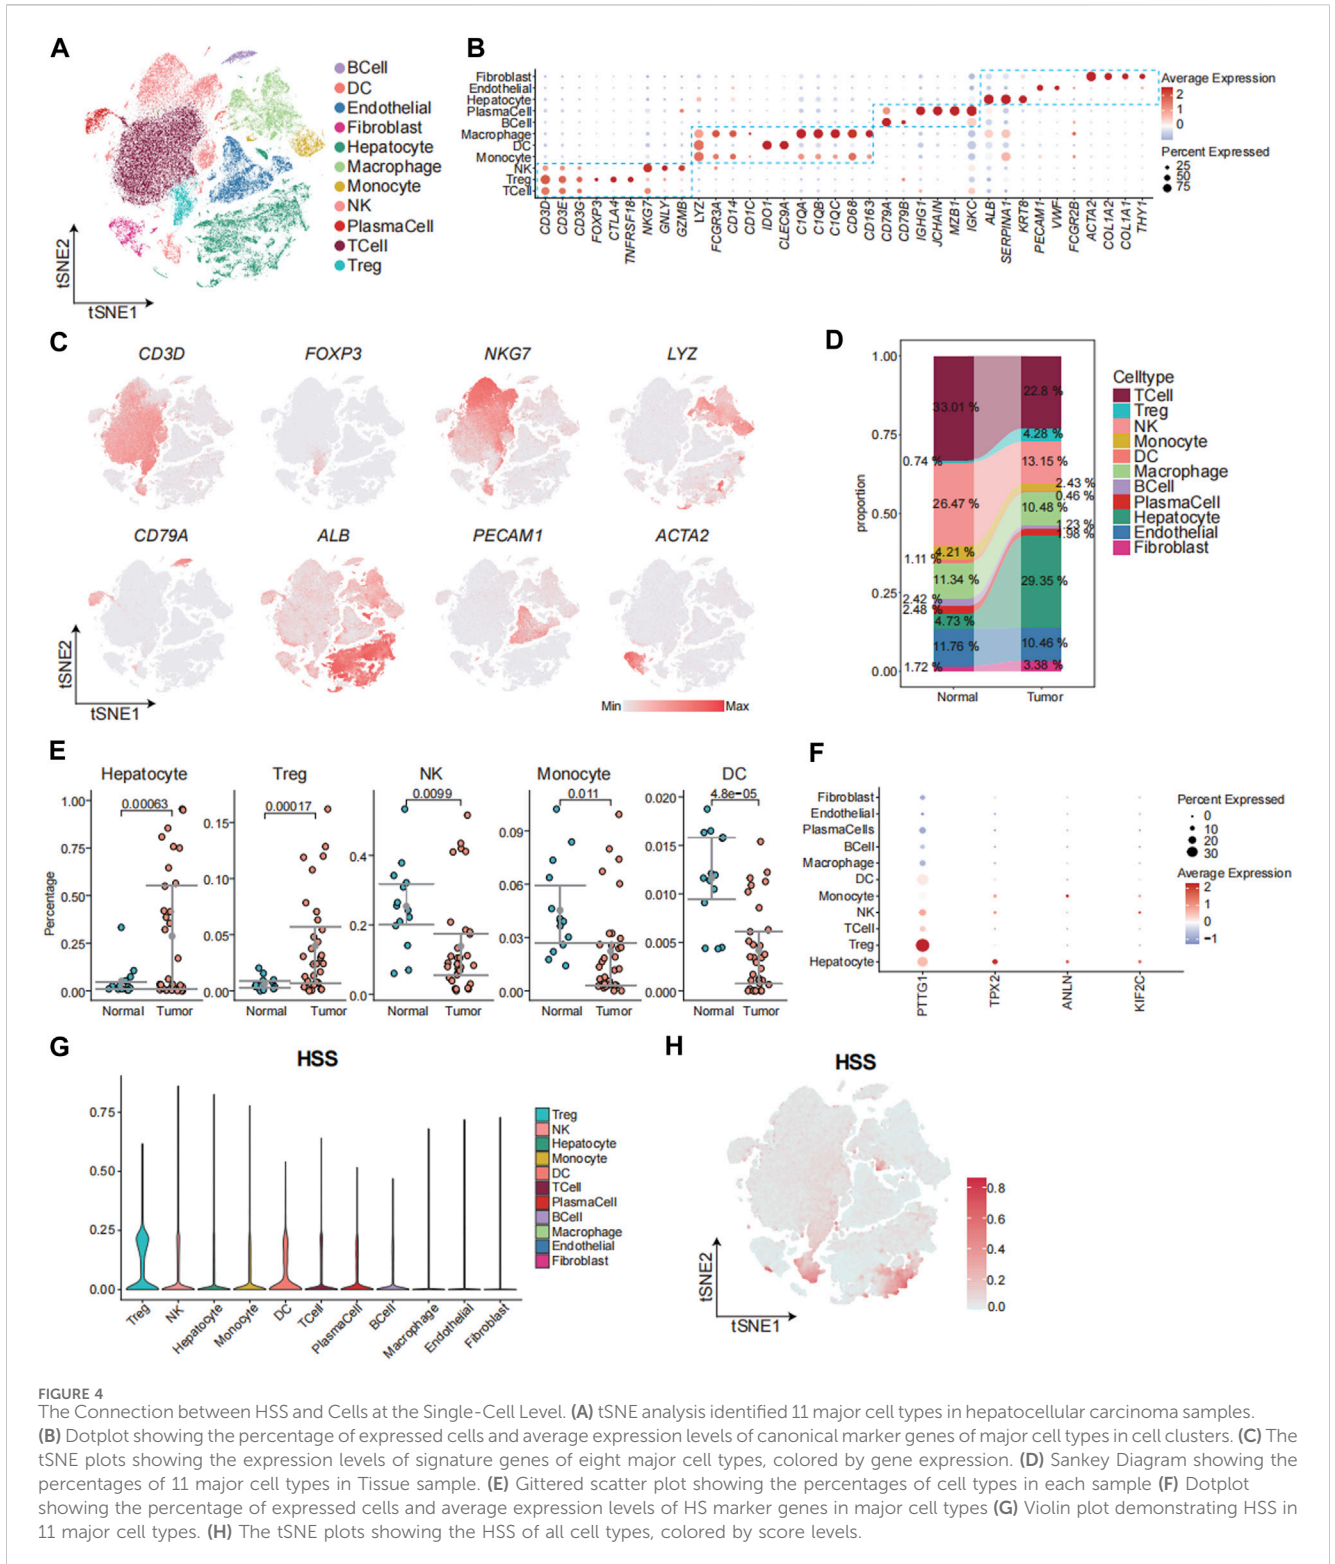 A
BCell
DC
Endothelial
Fibroblast
Hepatocyte
Macrophage
Monocyte
NK
PlasmaCell
TCell
Treg
tSNE2
tSNE1
B
Fibroblast
Endothelial
Hepatocyte
PlasmaCell
BCell
Macrophage
DC
Monocyte
NK
Treg
TCell
CD3D
CD3E
CD3G
FOXP3
CTLA4
TNFRSF18
NKG7
GNLY
GZMB
LYZ
FCGR3A
CD14
CD1C
IDO1
CLEC9A
C1QA
C1QB
C1QC
CD68
CD163
CD79A
CD79B
IGHG1
JCHAIN
MZB1
IGKC
ALB
SERPINA1
KRT8
PECAM1
VWF
FCGR2B
ACTA2
COL1A2
COL1A1
THY1
Average Expression
2
1
0
Percent Expressed
25
50
75
C
CD3D FOXP3 NKG7 LYZ
CD79A ALB PECAM1 ACTA2
tSNE2
tSNE1
Min Max
D
1.00
0.75
0.50
0.25
0.00
proportion
33.01 %
0.74 %
26.47 %
4.21 %
1.11 %
11.34 %
2.42 %
2.48 %
4.73 %
11.76 %
1.72 %
22.8 %
4.28 %
13.15 %
2.43 %
0.46 %
10.48 %
1.23 %
1.98 %
29.35 %
10.46 %
3.38 %
Normal Tumor
Celltype
TCell
Treg
NK
Monocyte
DC
Macrophage
BCell
PlasmaCell
Hepatocyte
Endothelial
Fibroblast
E
Percentage
Hepatocyte
0.00063
1.00
0.75
0.50
0.25
0.00
Normal Tumor
Treg
0.00017
0.15
0.10
0.05
0.00
Normal Tumor
NK
0.0099
0.4
0.2
0.0
Normal Tumor
Monocyte
0.011
0.09
0.06
0.03
0.00
Normal Tumor
DC
4.8e-05
0.020
0.015
0.010
0.005
0.000
Normal Tumor
F
Fibroblast
Endothelial
PlasmaCells
BCell
Macrophage
DC
Monocyte
NK
TCell
Treg
Hepatocyte
PTTG1
TPX2
ANLN
KIF2C
Percent Expressed
0
10
20
30
Average Expression
2
1
0
−1
G
HSS
0.75
0.50
0.25
0.00
Treg
NK
Hepatocyte
Monocyte
DC
TCell
PlasmaCell
BCell
Macrophage
Endothelial
Fibroblast
Treg
NK
Hepatocyte
Monocyte
DC
TCell
PlasmaCell
BCell
Macrophage
Endothelial
Fibroblast
H
HSS
tSNE2
tSNE1
0.8
0.6
0.4
0.2
0.0
FIGURE 4
The Connection between HSS and Cells at the Single-Cell Level. (A) tSNE analysis identified 11 major cell types in hepatocellular carcinoma samples.
(B) Dotplot showing the percentage of expressed cells and average expression levels of canonical marker genes of major cell types in cell clusters. (C) The
tSNE plots showing the expression levels of signature genes of eight major cell types, colored by gene expression. (D) Sankey Diagram showing the
percentages of 11 major cell types in Tissue sample. (E) Gittered scatter plot showing the percentages of cell types in each sample (F) Dotplot
showing the percentage of expressed cells and average expression levels of HS marker genes in major cell types (G) Violin plot demonstrating HSS in
11 major cell types. (H) The tSNE plots showing the HSS of all cell types, colored by score levels.